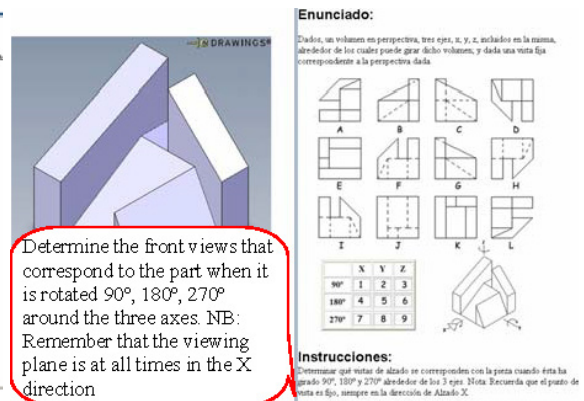 DRAWINGS®
Determine the front views that
correspond to the part when it
is rotated 90º, 180º, 270º
around the three axes. NB:
Remember that the viewing
plane is at all times in the X
direction
Enunciado:
Dados, un volumen en perspectiva, tres ejes, x, y, z, incluidos en la misma,
alrededor de los cuales puede girar dicho volumen; y dada una vista fija
correspondiente a la perspectiva dada.
A B C D
E F G H
I J K L
X Y Z
90º 1 2 3
180º 4 5 6
270º 7 8 9
Instrucciones:
Determinar qué vistas de alzado se corresponden con la pieza cuando ésta ha
girado 90º, 180º y 270º alrededor de los 3 ejes. Nota: Recuerda que el punto de
vista es fijo, siempre en la dirección de Alzado X